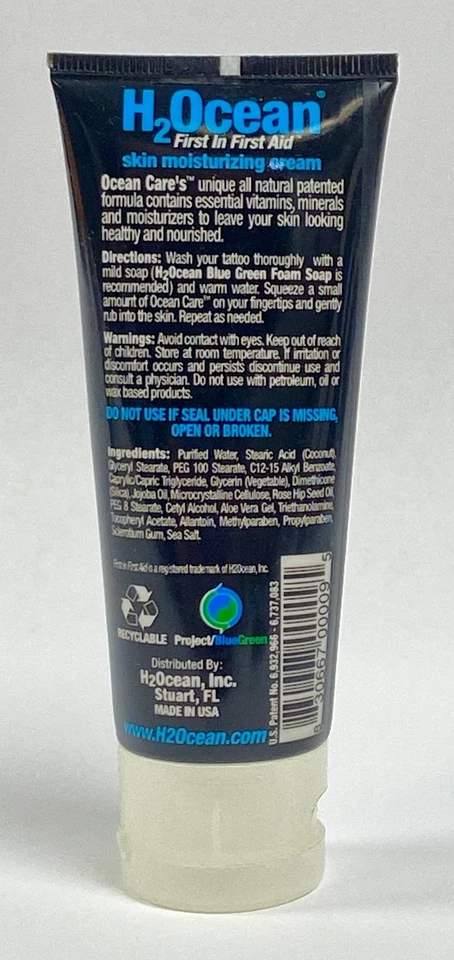 H2Ocean®
First In First Aid™
skin moisturizing cream
Ocean Care's™ unique all natural patented
formula contains essential vitamins, minerals
and moisturizers to leave your skin looking
healthy and nourished.
Directions: Wash your tattoo thoroughly with a
mild soap (H2Ocean Blue Green Foam Soap is
recommended) and warm water. Squeeze a small
amount of Ocean Care™ on your fingertips and gently
rub into the skin. Repeat as needed.
Warnings: Avoid contact with eyes. Keep out of reach
of children. Store at room temperature. If irritation or
discomfort occurs and persists discontinue use and
consult a physician. Do not use with petroleum, oil or
wax based products.
DO NOT USE IF SEAL UNDER CAP IS MISSING,
OPEN OR BROKEN.
Ingredients: Purified Water, Stearic Acid (Coconut),
Glyceryl Stearate, PEG 100 Stearate, C12-15 Alkyl Benzoate,
Caprylic/Capric Triglyceride, Glycerin (Vegetable), Dimethicone
(Silica), Jojoba Oil, Microcrystalline Cellulose, Rose Hip Seed Oil,
PEG 8 Stearate, Cetyl Alcohol, Aloe Vera Gel, Triethanolamine,
Tocopheryl Acetate, Allantoin, Methylparaben, Propylparaben,
Sclerotium Gum, Sea Salt.
First in First Aid is a registered trademark of H2Ocean, Inc.
RECYCLABLE
Project/BlueGreen
Distributed By:
H2Ocean, Inc.
Stuart, FL
MADE IN USA
www.H2Ocean.com
U.S. Patent No. 6,932,966 - 6,737,083
8 30667 00009 5